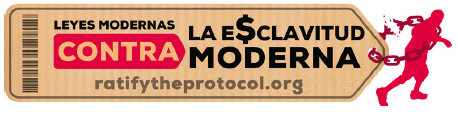 LEYES MODERNAS
CONTRA
LA E$CLAVITUD
MODERNA
ratifytheprotocol.org